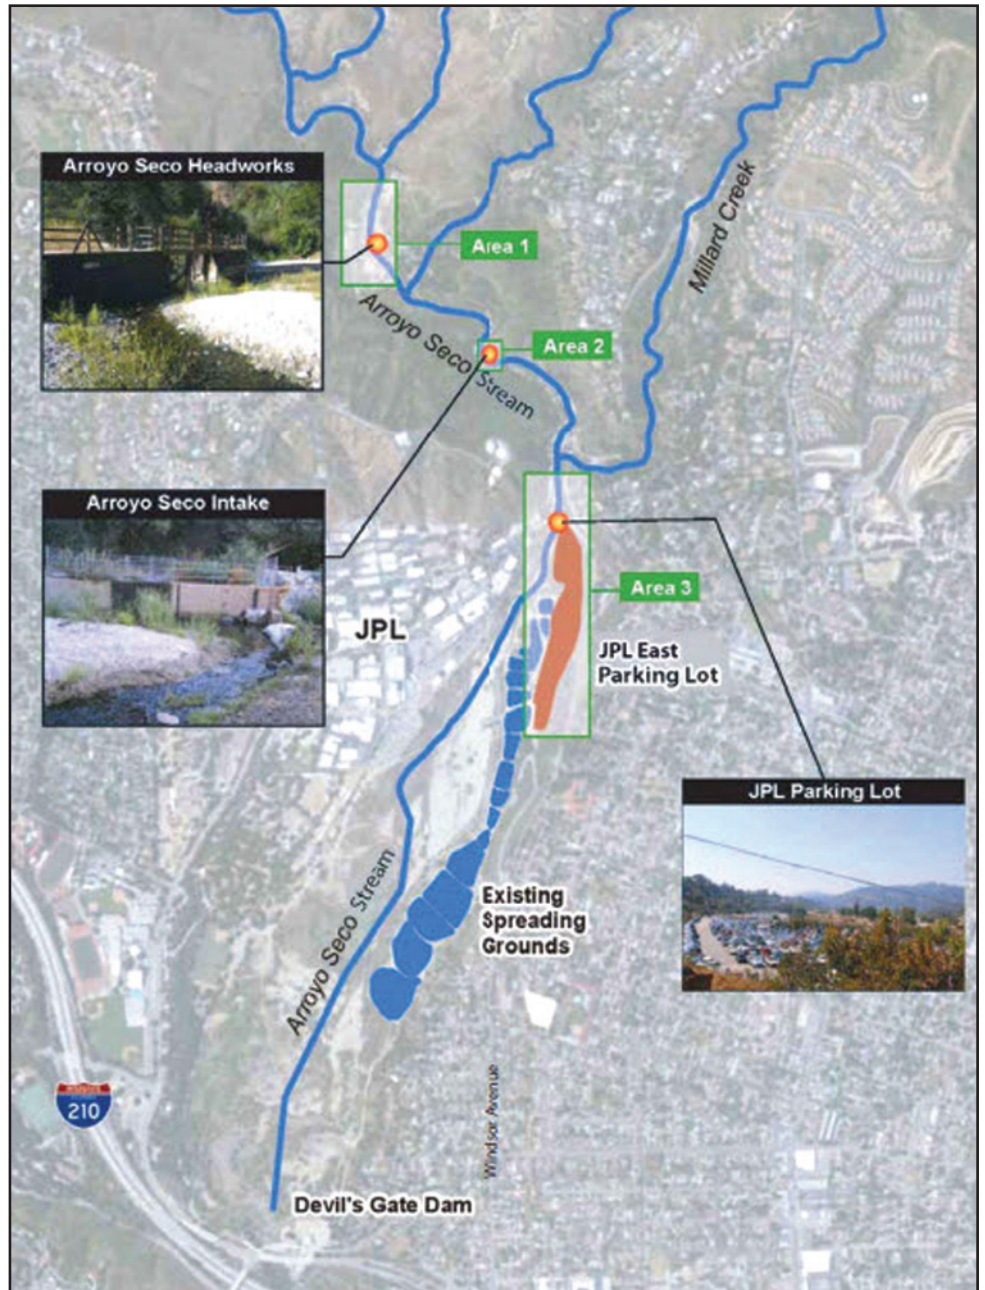 Arroyo Seco Headworks
Area 1
Millard Creek
Arroyo Seco Stream
Area 2
Arroyo Seco Intake
Area 3
JPL
JPL East
Parking Lot
JPL Parking Lot
Arroyo Seco Stream
Existing
Spreading
Grounds
Windsor Avenue
210
Devil's Gate Dam